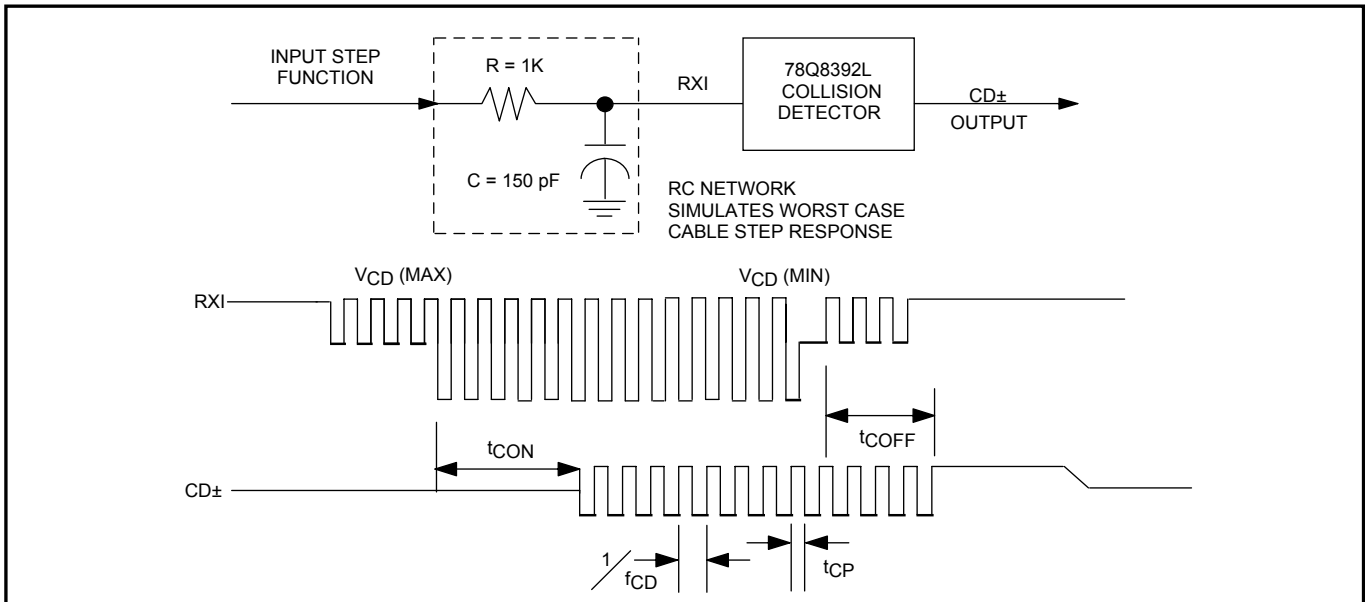 INPUT STEP
FUNCTION
R = 1K
C = 150 pF
RXI
78Q8392L
COLLISION
DETECTOR
CD±
OUTPUT
RC NETWORK
SIMULATES WORST CASE
CABLE STEP RESPONSE
VCD (MAX)
VCD (MIN)
RXI
tCOFF
tCON
CD±
1/fCD
tCP